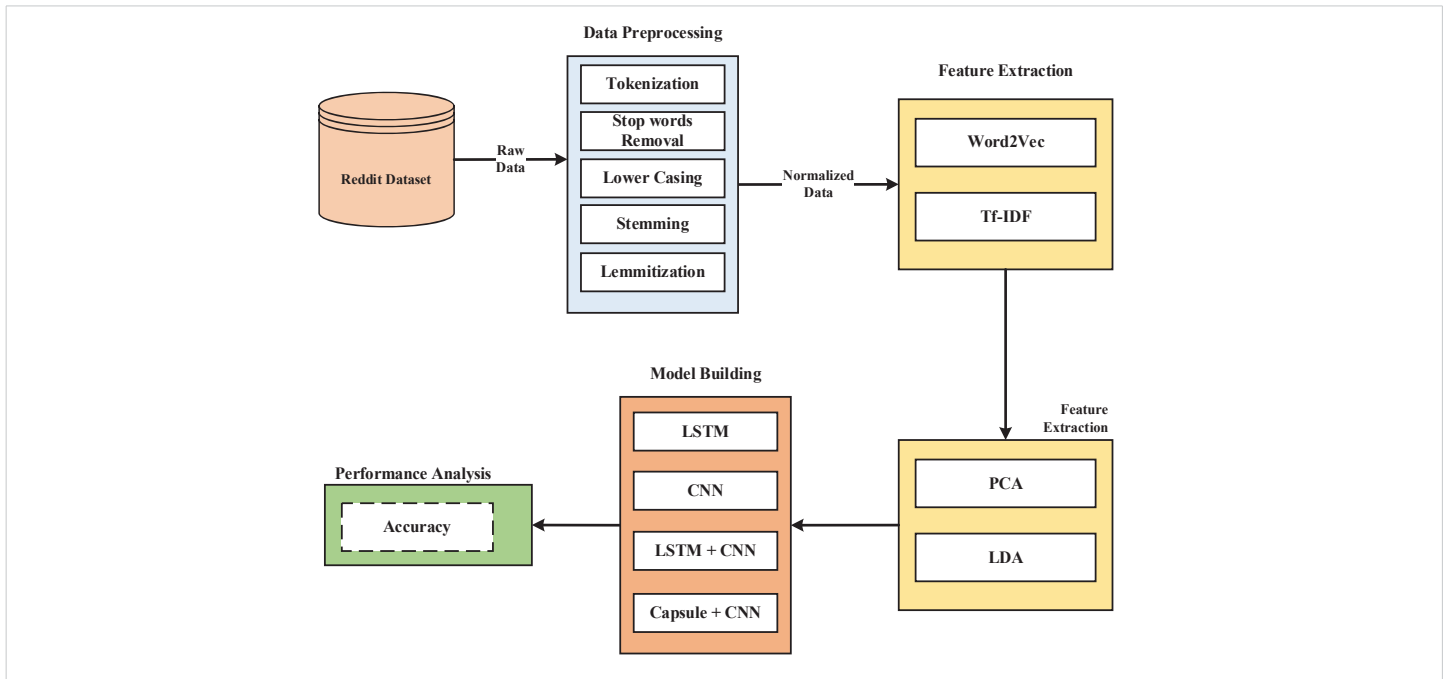 Data Preprocessing
Tokenization
Stop words
Removal
Lower Casing
Stemming
Lemmitization
Reddit Dataset
Raw
Data
Normalized
Data
Feature Extraction
Word2Vec
Tf-IDF
Feature
Extraction
PCA
LDA
Model Building
LSTM
CNN
LSTM + CNN
Capsule + CNN
Performance Analysis
Accuracy